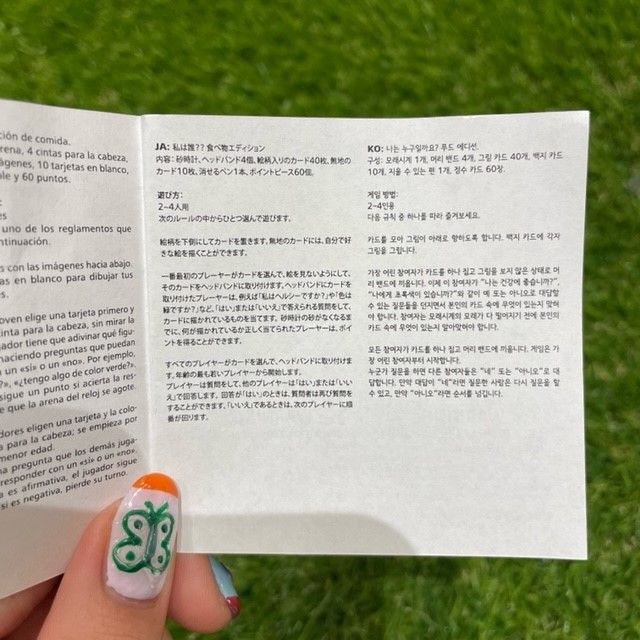 ción de comida.
rena, 4 cintas para la cabeza,
ágenes, 10 tarjetas en blanco,
ole y 60 puntos.
uno de los reglamentos que
ntinuación.
s con las imágenes hacia abajo.
as en blanco para dibujar tus
s.
oven elige una tarjeta primero y
cinta para la cabeza, sin mirar la
gador tiene que adivinar qué figu-
haciendo preguntas que puedan
n un «sí» o un «no». Por ejemplo,
?», «¿tengo algo de color verde?».
sigue un punto si acierta la res-
e que la arena del reloj se agote.
dores eligen una tarjeta y la colo-
a para la cabeza; se empieza por
menor edad.
na pregunta que los demás juga-
responder con un «sí» o un «no».
a es afirmativa, el jugador sigue
si es negativa, pierde su turno.
JA: 私は誰?? 食べ物エディション
内容: 砂時計、ヘッドバンド4個、絵柄入りのカード40枚、無地の
カード10枚、消せるペン1本、ポイントピース60個。
遊び方:
2–4人用
次のルールの中からひとつ選んで遊びます。
絵柄を下側にしてカードを置きます。無地のカードには、自分で好
きな絵を描くことができます。
一番最初のプレーヤーがカードを選んで、絵を見ないようにして、
そのカードをヘッドバンドに取り付けます。ヘッドバンドにカードを
取り付けたプレーヤーは、例えば「私はヘルシーですか?」や「色は
緑ですか?」など、「はい」または「いいえ」で答えられる質問をして、
カードに描かれているものを当てます。砂時計の砂がなくなるま
でに、何が描かれているか正しく当てられたプレーヤーは、ポイ
ントを得ることができます。
すべてのプレイヤーがカードを選んで、ヘッドバンドに取り付けま
す。年齢の最も若いプレイヤーから開始します。
プレイヤーは質問をして、他のプレイヤーは「はい」または「いい
え」で回答します。回答が「はい」のときは、質問者は再び質問を
することができます。「いいえ」であるときは、次のプレイヤーに順
番が回ります。
KO: 나는 누구일까요? 푸드 에디션.
구성: 모래시계 1개, 머리 밴드 4개, 그림 카드 40개, 백지 카드
10개, 지울 수 있는 펜 1개, 점수 카드 60장.
게임 방법:
2–4인용
다음 규칙 중 하나를 따라 즐겨보세요.
카드를 모아 그림이 아래로 향하도록 합니다. 백지 카드에 각자
그림을 그립니다.
가장 어린 참여자가 카드를 하나 집고 그림을 보지 않은 상태로 머
리 밴드에 끼웁니다. 이제 이 참여자가 “나는 건강에 좋습니까?”,
“나에게 초록색이 있습니까?”와 같이 예 또는 아니오로 대답할
수 있는 질문들을 던지면서 본인의 카드 속에 무엇이 있는지 맞혀
야 합니다. 참여자는 모래시계의 모래가 다 떨어지기 전에 본인의
카드 속에 무엇이 있는지 알아맞혀야 합니다.
모든 참여자가 카드를 하나 집고 머리 밴드에 끼웁니다. 게임은 가
장 어린 참여자부터 시작합니다.
누군가 질문을 하면 다른 참여자들은 “네” 또는 “아니오”로 대
답합니다. 만약 대답이 “네”라면 질문한 사람은 다시 질문을 할
수 있고, 만약 “아니오”라면 순서를 넘깁니다.